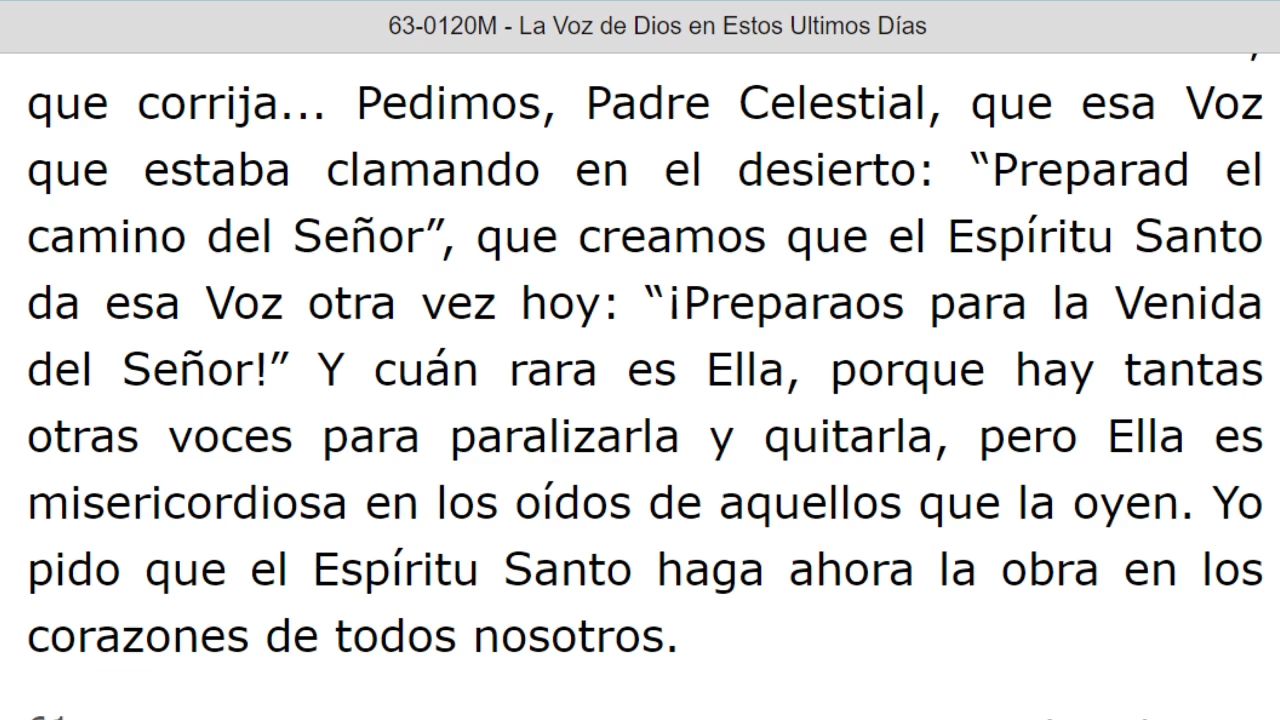 63-0120M - La Voz de Dios en Estos Ultimos Días
que corrija... Pedimos, Padre Celestial, que esa Voz
que estaba clamando en el desierto: “Preparad el
camino del Señor”, que creamos que el Espíritu Santo
da esa Voz otra vez hoy: “¡Preparaos para la Venida
del Señor!” Y cuán rara es Ella, porque hay tantas
otras voces para paralizarla y quitarla, pero Ella es
misericordiosa en los oídos de aquellos que la oyen. Yo
pido que el Espíritu Santo haga ahora la obra en los
corazones de todos nosotros.